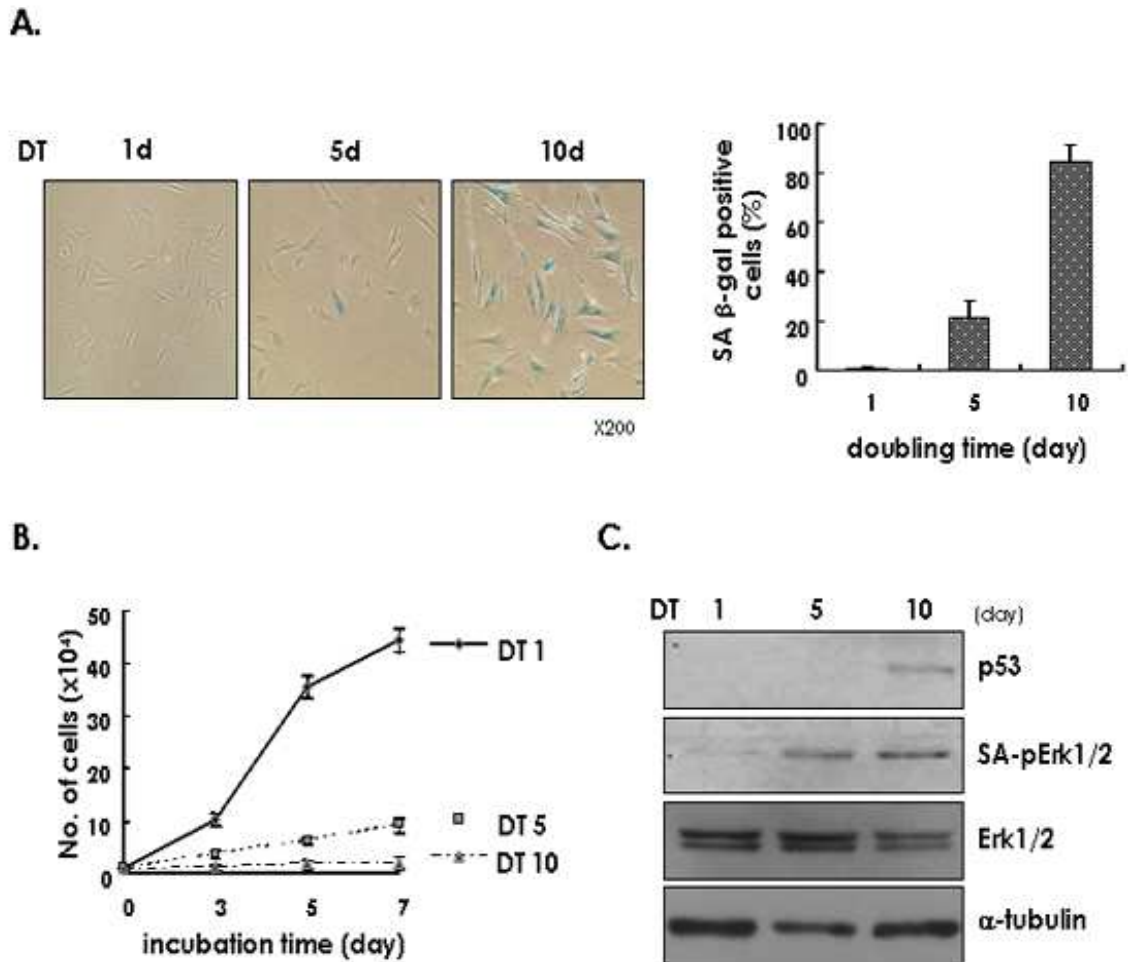 A.
DT 1d 5d 10d
X200
SA β-gal positive
cells (%)
100
80
60
40
20
0
1 5 10
doubling time (day)
B.
No. of cells (x10⁴)
50
40
30
20
10
0
0 3 5 7
incubation time (day)
DT 1
DT 5
DT 10
C.
DT 1 5 10 (day)
p53
SA-pErk1/2
Erk1/2
α-tubulin